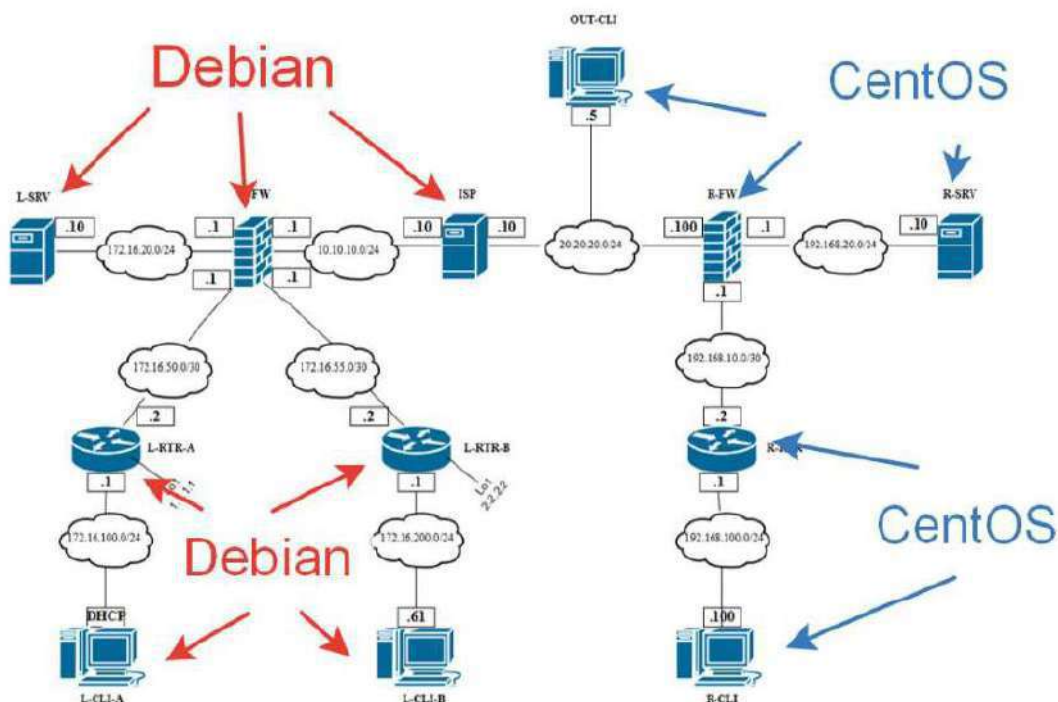 OUT-CLI
Debian
CentOS
.5
L-SRV
FW
ISP
R-FW
R-SRV
.10
172.16.20.0/24
.1
.1
10.10.10.0/24
.10
.10
20.20.20.0/24
.100
.1
192.168.20.0/24
.10
.1
.1
.1
172.16.50.0/30
172.16.55.0/30
192.168.10.0/30
.2
.2
.2
L-RTR-A
L-RTR-B
.1
Lo1
.1
Lo1
2.2.2.2
.1
172.16.100.0/24
172.16.200.0/24
192.168.100.0/24
Debian
CentOS
DHCP
.61
.100
L-CLI-A
L-CLI-B
R-CLI